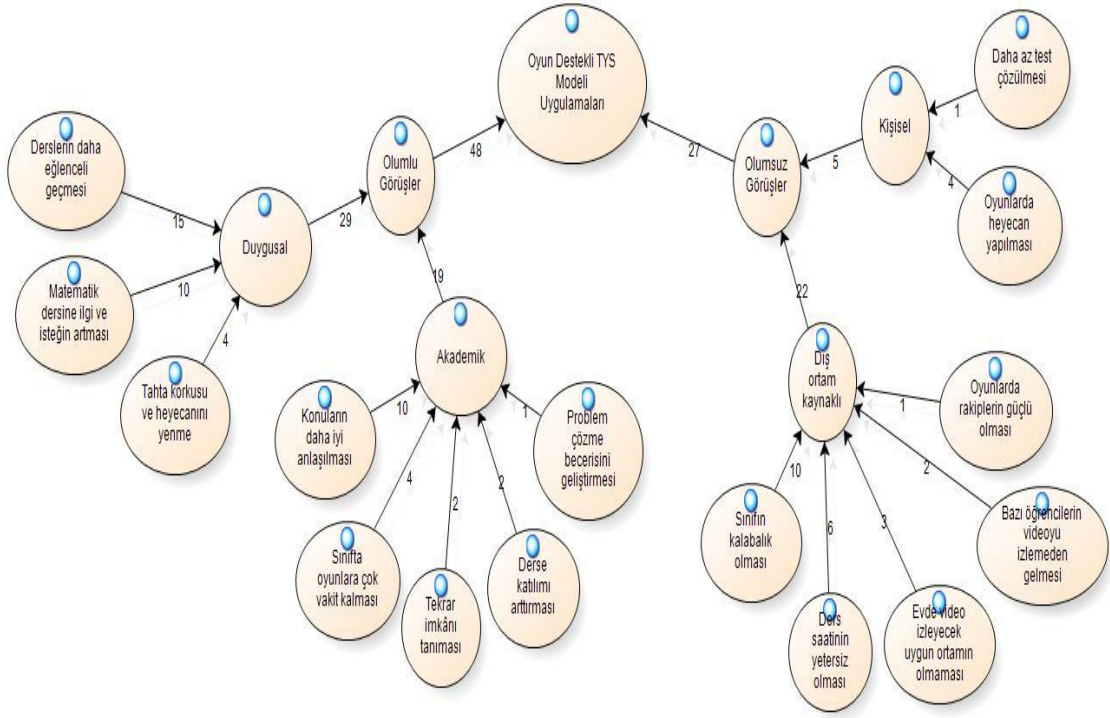 Oyun Destekli TYS
Modeli
Uygulamaları
48
27
Olumlu
Görüşler
Olumsuz
Görüşler
29
19
5
22
Duygusal
Derslerin daha
eğlenceli
geçmesi
15
Matematik
dersine ilgi ve
isteğin artması
10
Tahta korkusu
ve heyecanını
yenme
4
Akademik
Konuların
daha iyi
anlaşılması
10
Sınıfta
oyunlara çok
vakit kalması
4
Tekrar
imkânı
tanıması
2
Derse
katılımı
arttırması
2
Problem
çözme
becerisini
geliştirmesi
1
Kişisel
Daha az test
çözülmesi
1
Oyunlarda
heyecan
yapılması
4
Dış
ortam
kaynaklı
Sınıfın
kalabalık
olması
10
Ders
saatinin
yetersiz
olması
6
Evde video
izleyecek
uygun ortamın
olmaması
3
Bazı öğrencilerin
videoyu
izlemeden
gelmesi
2
Oyunlarda
rakiplerin güçlü
olması
1